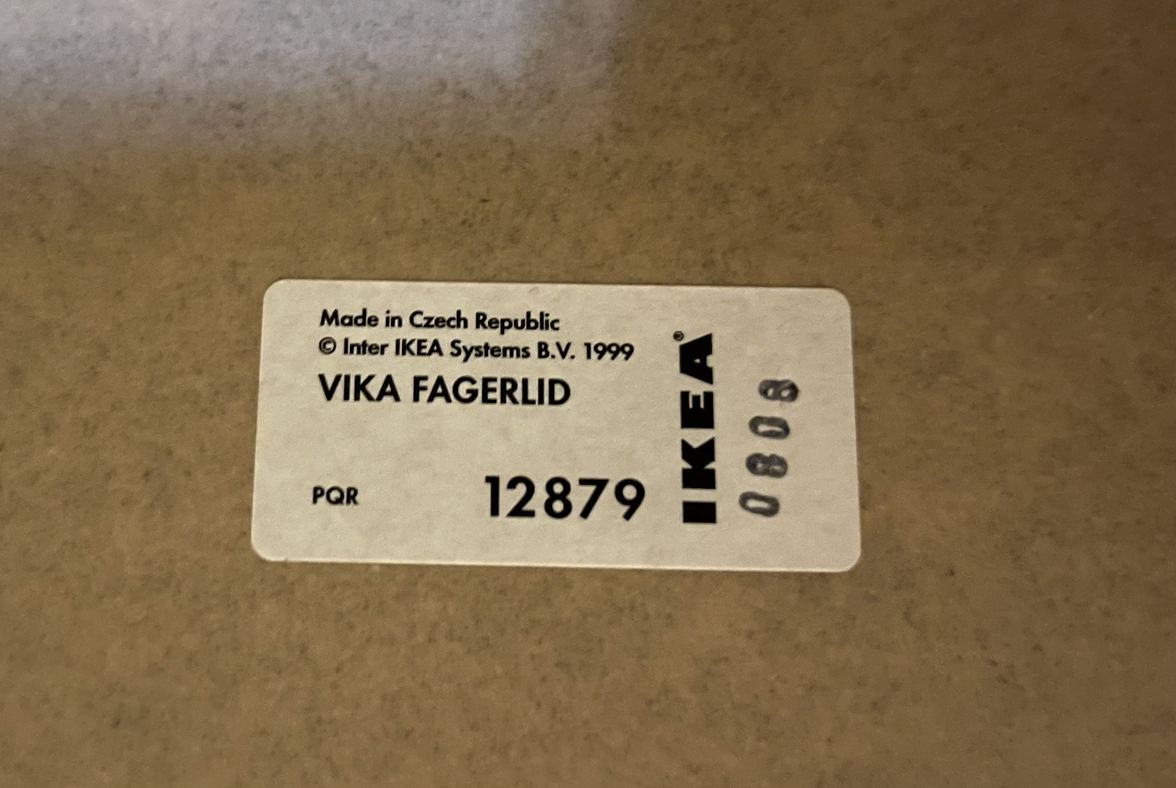 Made in Czech Republic
© Inter IKEA Systems B.V. 1999
VIKA FAGERLID
PQR 12879
IKEA®
0808